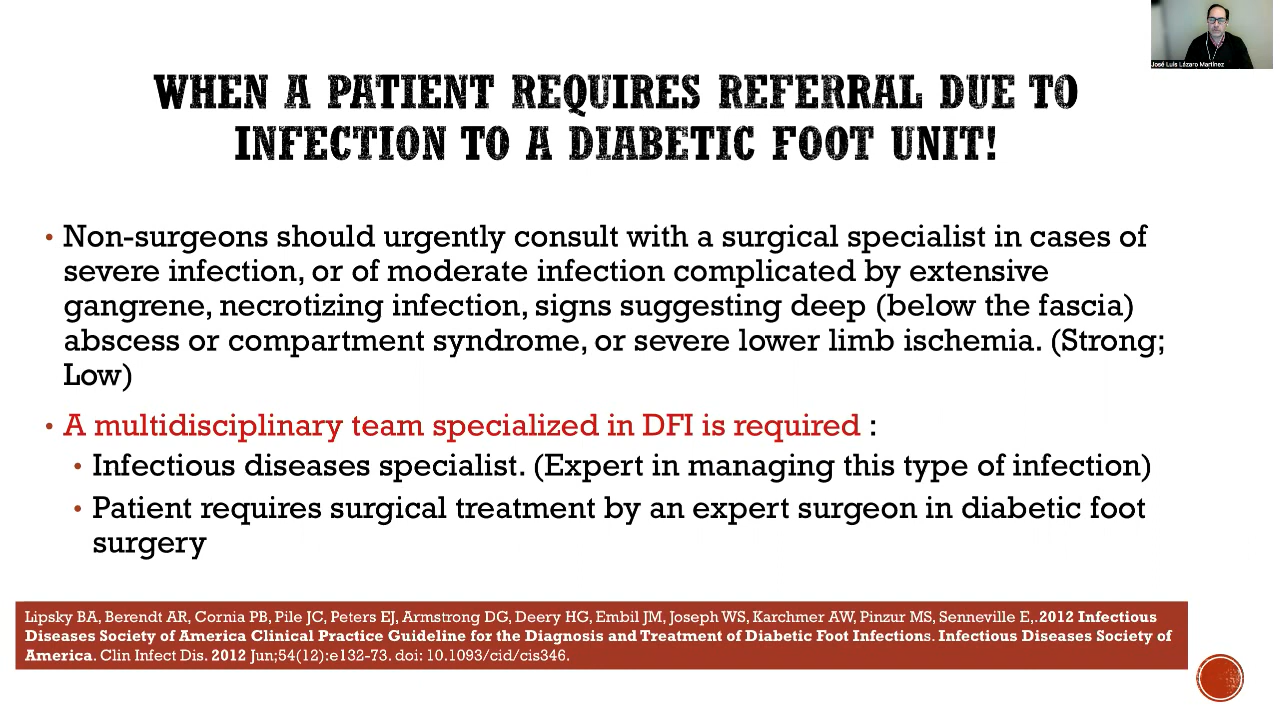 José Luis Lázaro Martínez
WHEN A PATIENT REQUIRES REFERRAL DUE TO
INFECTION TO A DIABETIC FOOT UNIT!
• Non-surgeons should urgently consult with a surgical specialist in cases of
severe infection, or of moderate infection complicated by extensive
gangrene, necrotizing infection, signs suggesting deep (below the fascia)
abscess or compartment syndrome, or severe lower limb ischemia. (Strong;
Low)
• A multidisciplinary team specialized in DFI is required :
• Infectious diseases specialist. (Expert in managing this type of infection)
• Patient requires surgical treatment by an expert surgeon in diabetic foot
surgery
Lipsky BA, Berendt AR, Cornia PB, Pile JC, Peters EJ, Armstrong DG, Deery HG, Embil JM, Joseph WS, Karchmer AW, Pinzur MS, Senneville E,.2012 Infectious
Diseases Society of America Clinical Practice Guideline for the Diagnosis and Treatment of Diabetic Foot Infections. Infectious Diseases Society of
America. Clin Infect Dis. 2012 Jun;54(12):e132-73. doi: 10.1093/cid/cis346.